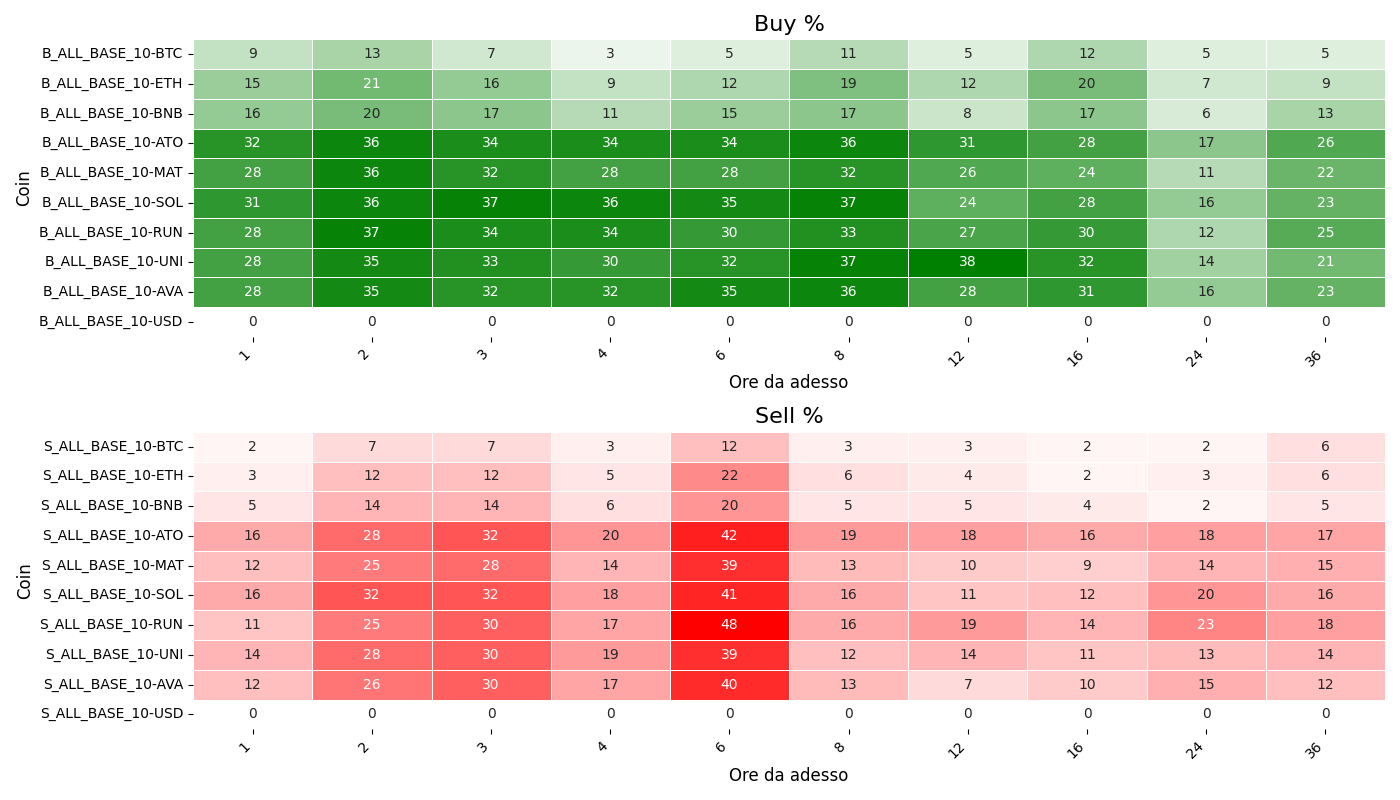 Buy %
Coin
B_ALL_BASE_10-BTC 9 13 7 3 5 11 5 12 5 5
B_ALL_BASE_10-ETH 15 21 16 9 12 19 12 20 7 9
B_ALL_BASE_10-BNB 16 20 17 11 15 17 8 17 6 13
B_ALL_BASE_10-ATO 32 36 34 34 34 36 31 28 17 26
B_ALL_BASE_10-MAT 28 36 32 28 28 32 26 24 11 22
B_ALL_BASE_10-SOL 31 36 37 36 35 37 24 28 16 23
B_ALL_BASE_10-RUN 28 37 34 34 30 33 27 30 12 25
B_ALL_BASE_10-UNI 28 35 33 30 32 37 38 32 14 21
B_ALL_BASE_10-AVA 28 35 32 32 35 36 28 31 16 23
B_ALL_BASE_10-USD 0 0 0 0 0 0 0 0 0 0
1 2 3 4 6 8 12 16 24 36
Ore da adesso
Sell %
Coin
S_ALL_BASE_10-BTC 2 7 7 3 12 3 3 2 2 6
S_ALL_BASE_10-ETH 3 12 12 5 22 6 4 2 3 6
S_ALL_BASE_10-BNB 5 14 14 6 20 5 5 4 2 5
S_ALL_BASE_10-ATO 16 28 32 20 42 19 18 16 18 17
S_ALL_BASE_10-MAT 12 25 28 14 39 13 10 9 14 15
S_ALL_BASE_10-SOL 16 32 32 18 41 16 11 12 20 16
S_ALL_BASE_10-RUN 11 25 30 17 48 16 19 14 23 18
S_ALL_BASE_10-UNI 14 28 30 19 39 12 14 11 13 14
S_ALL_BASE_10-AVA 12 26 30 17 40 13 7 10 15 12
S_ALL_BASE_10-USD 0 0 0 0 0 0 0 0 0 0
1 2 3 4 6 8 12 16 24 36
Ore da adesso